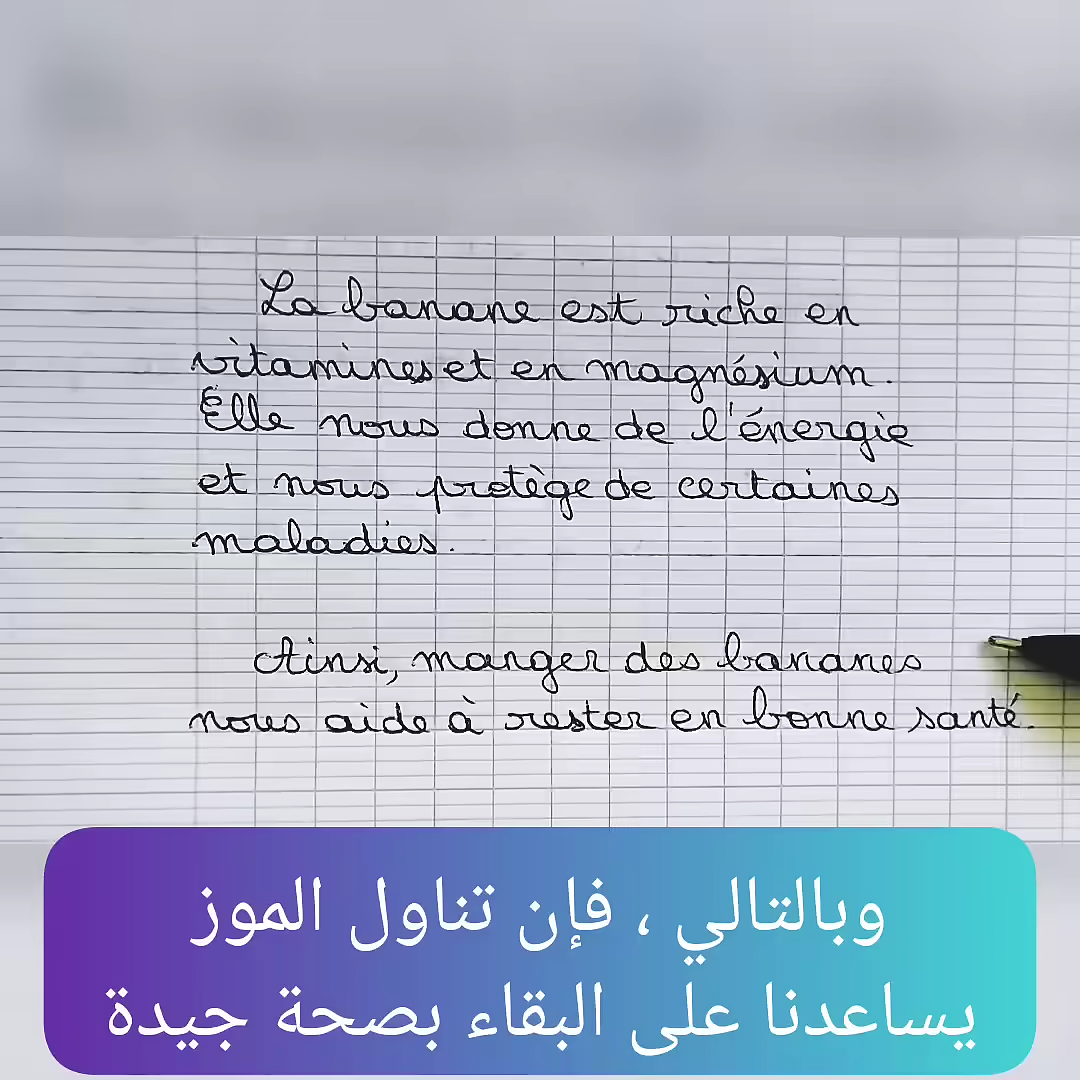 La banane est riche en
vitamines et en magnésium.
Elle nous donne de l'énergie
et nous protège de certaines
maladies.
Ainsi, manger des bananes
nous aide à rester en bonne santé.
وبالتالي ، فإن تناول الموز
يساعدنا على البقاء بصحة جيدة